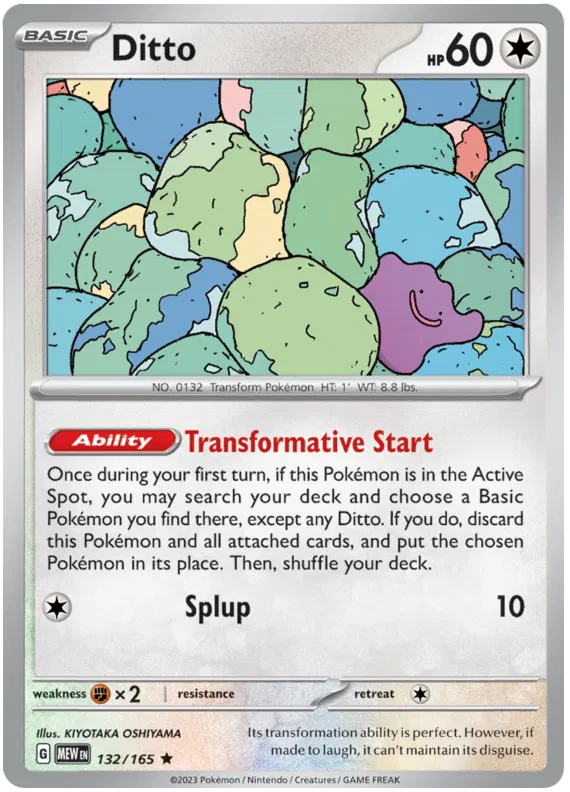 BASIC Ditto HP 60
NO. 0132 Transform Pokémon HT: 1' WT: 8.8 lbs.
Ability Transformative Start
Once during your first turn, if this Pokémon is in the Active
Spot, you may search your deck and choose a Basic
Pokémon you find there, except any Ditto. If you do, discard
this Pokémon and all attached cards, and put the chosen
Pokémon in its place. Then, shuffle your deck.
Splup 10
weakness ×2 resistance retreat
Illus. KIYOTAKA OSHIYAMA
G MEW EN 132/165 ★
Its transformation ability is perfect. However, if
made to laugh, it can't maintain its disguise.
©2023 Pokémon / Nintendo / Creatures / GAME FREAK